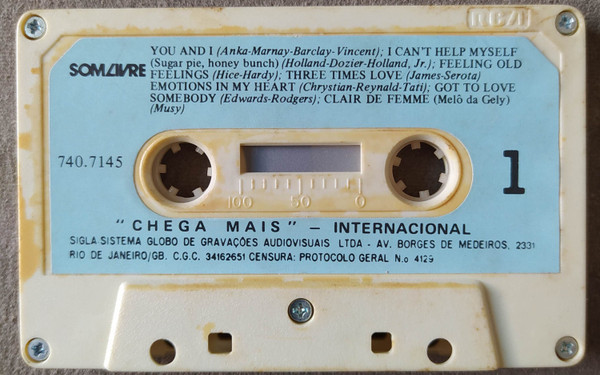 RCA
YOU AND I (Anka-Marnay-Barclay-Vincent); I CAN'T HELP MYSELF
SOM LIVRE
(Sugar pie, honey bunch) (Holland-Dozier-Holland, Jr.); FEELING OLD
FEELINGS (Hice-Hardy); THREE TIMES LOVE (James-Serota)
EMOTIONS IN MY HEART (Chrystian-Reynald-Tati); GOT TO LOVE
SOMEBODY (Edwards-Rodgers); CLAIR DE FEMME (Melô da Gely)
(Musy)
740.7145
1
100 50 0
"CHEGA MAIS" – INTERNACIONAL
SIGLA SISTEMA GLOBO DE GRAVAÇÕES AUDIOVISUAIS LTDA - AV. BORGES DE MEDEIROS, 2331
RIO DE JANEIRO/GB. C.G.C. 34162651 CENSURA: PROTOCOLO GERAL N.o 4129